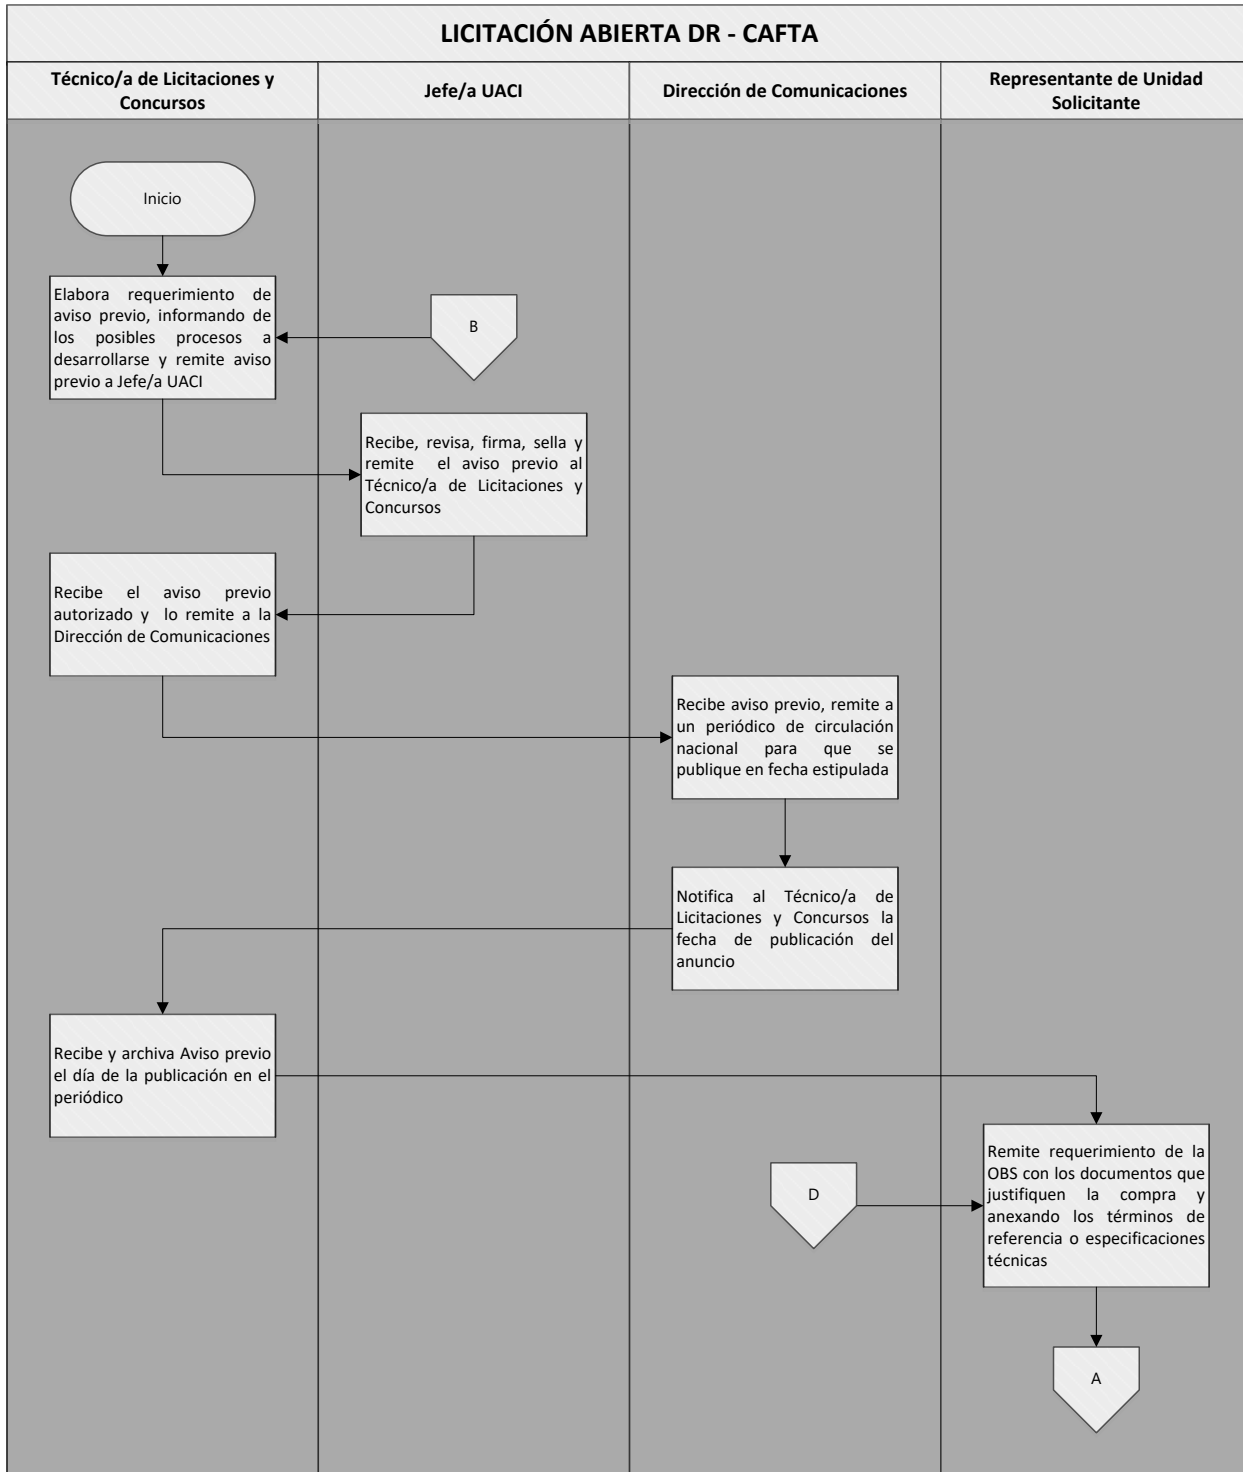 LICITACIÓN ABIERTA DR - CAFTA
Técnico/a de Licitaciones y
Concursos
Jefe/a UACI
Dirección de Comunicaciones
Representante de Unidad
Solicitante
Inicio
Elabora requerimiento de
aviso previo, informando de
los posibles procesos a
desarrollarse y remite aviso
previo a Jefe/a UACI
B
Recibe, revisa, firma, sella y
remite el aviso previo al
Técnico/a de Licitaciones y
Concursos
Recibe el aviso previo
autorizado y lo remite a la
Dirección de Comunicaciones
Recibe aviso previo, remite a
un periódico de circulación
nacional para que se
publique en fecha estipulada
Notifica al Técnico/a de
Licitaciones y Concursos la
fecha de publicación del
anuncio
Recibe y archiva Aviso previo
el día de la publicación en el
periódico
Remite requerimiento de la
OBS con los documentos que
justifiquen la compra y
anexando los términos de
referencia o especificaciones
técnicas
D
A